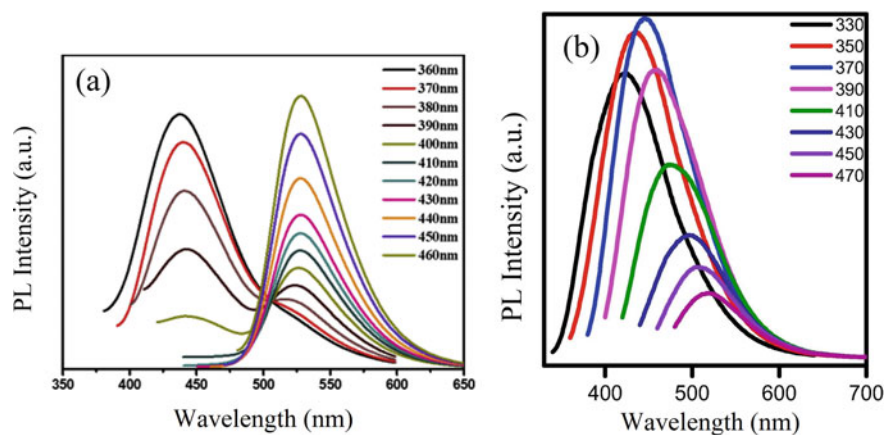 (a)
360nm
370nm
380nm
390nm
400nm
410nm
420nm
430nm
440nm
450nm
460nm
PL Intensity (a.u.)
350 400 450 500 550 600 650
Wavelength (nm)
(b)
330
350
370
390
410
430
450
470
PL Intensity (a.u.)
400 500 600 700
Wavelength (nm)